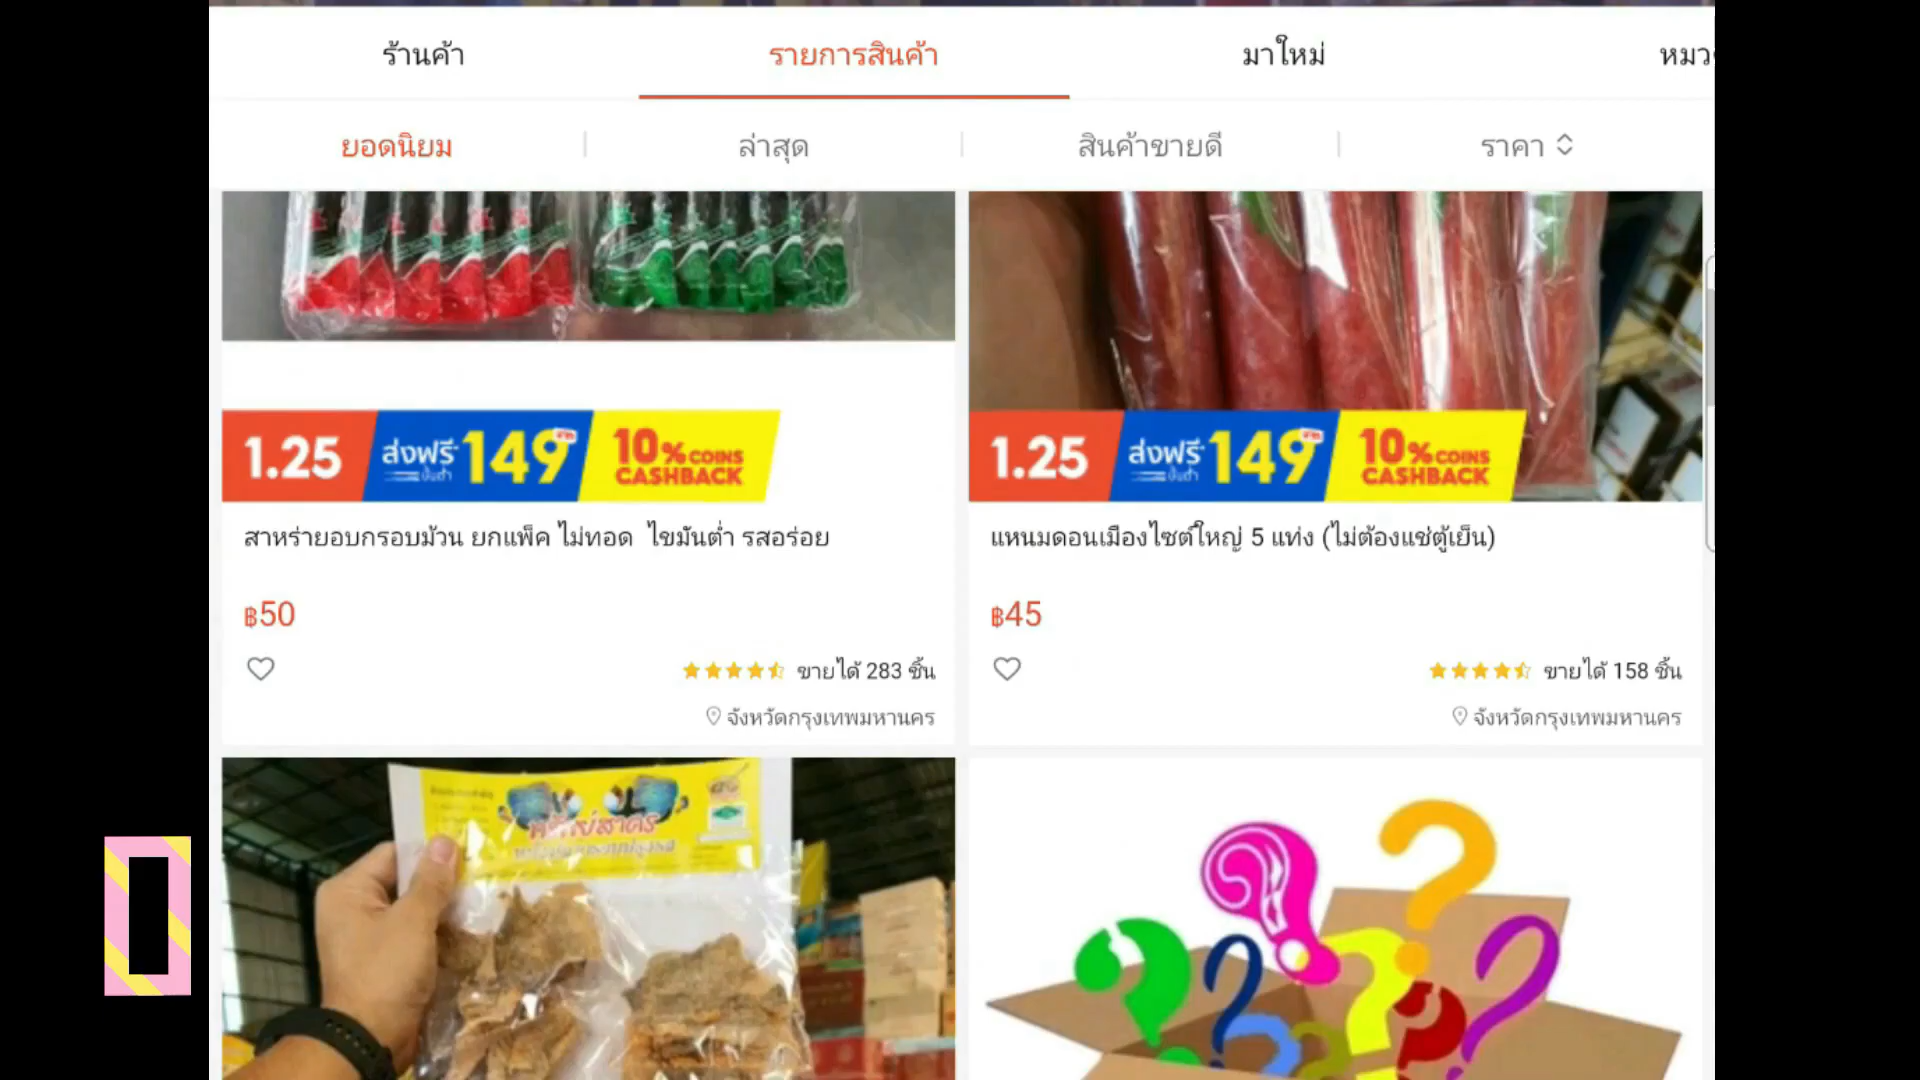 ร้านค้า
รายการสินค้า
มาใหม่
ยอดนิยม
ล่าสุด
สินค้าขายดี
ราคา
1.25
ส่งฟรี
ขั้นต่ำ
149
10% COINS
CASHBACK
1.25
ส่งฟรี
ขั้นต่ำ
149
10% COINS
CASHBACK
สาหร่ายอบกรอบม้วน ยกแพ็ค ไม่ทอด ไขมันต่ำ รสอร่อย
แหนมดอนเมืองไซต์ใหญ่ 5 แท่ง (ไม่ต้องแช่ตู้เย็น)
฿50
฿45
ขายได้ 283 ชิ้น
ขายได้ 158 ชิ้น
จังหวัดกรุงเทพมหานคร
จังหวัดกรุงเทพมหานคร